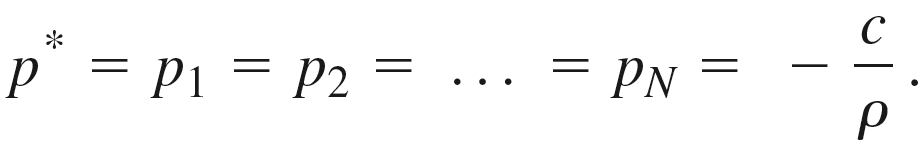 p* = p₁ = p₂ = … = p_N = − c/ρ .